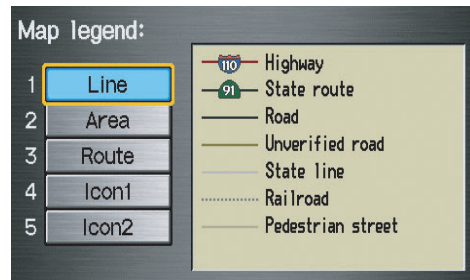 Map legend:
1 Line
2 Area
3 Route
4 Icon1
5 Icon2
110 Highway
91 State route
Road
Unverified road
State line
Railroad
Pedestrian street